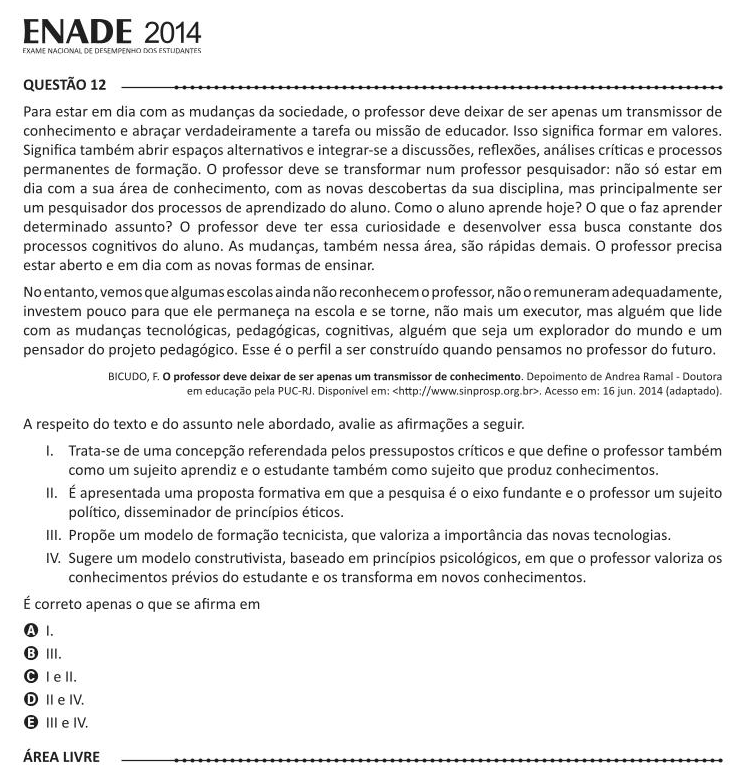 ENADE 2014
EXAME NACIONAL DE DESEMPENHO DOS ESTUDANTES
QUESTÃO 12
Para estar em dia com as mudanças da sociedade, o professor deve deixar de ser apenas um transmissor de
conhecimento e abraçar verdadeiramente a tarefa ou missão de educador. Isso significa formar em valores.
Significa também abrir espaços alternativos e integrar-se a discussões, reflexões, análises críticas e processos
permanentes de formação. O professor deve se transformar num professor pesquisador: não só estar em
dia com a sua área de conhecimento, com as novas descobertas da sua disciplina, mas principalmente ser
um pesquisador dos processos de aprendizado do aluno. Como o aluno aprende hoje? O que o faz aprender
determinado assunto? O professor deve ter essa curiosidade e desenvolver essa busca constante dos
processos cognitivos do aluno. As mudanças, também nessa área, são rápidas demais. O professor precisa
estar aberto e em dia com as novas formas de ensinar.
No entanto, vemos que algumas escolas ainda não reconhecem o professor, não o remuneram adequadamente,
investem pouco para que ele permaneça na escola e se torne, não mais um executor, mas alguém que lide
com as mudanças tecnológicas, pedagógicas, cognitivas, alguém que seja um explorador do mundo e um
pensador do projeto pedagógico. Esse é o perfil a ser construído quando pensamos no professor do futuro.
BICUDO, F. O professor deve deixar de ser apenas um transmissor de conhecimento. Depoimento de Andrea Ramal - Doutora
em educação pela PUC-RJ. Disponível em: <http://www.sinprosp.org.br>. Acesso em: 16 jun. 2014 (adaptado).
A respeito do texto e do assunto nele abordado, avalie as afirmações a seguir.
I. Trata-se de uma concepção referendada pelos pressupostos críticos e que define o professor também
como um sujeito aprendiz e o estudante também como sujeito que produz conhecimentos.
II. É apresentada uma proposta formativa em que a pesquisa é o eixo fundante e o professor um sujeito
político, disseminador de princípios éticos.
III. Propõe um modelo de formação tecnicista, que valoriza a importância das novas tecnologias.
IV. Sugere um modelo construtivista, baseado em princípios psicológicos, em que o professor valoriza os
conhecimentos prévios do estudante e os transforma em novos conhecimentos.
É correto apenas o que se afirma em
A I.
B III.
C I e II.
D II e IV.
E III e IV.
ÁREA LIVRE